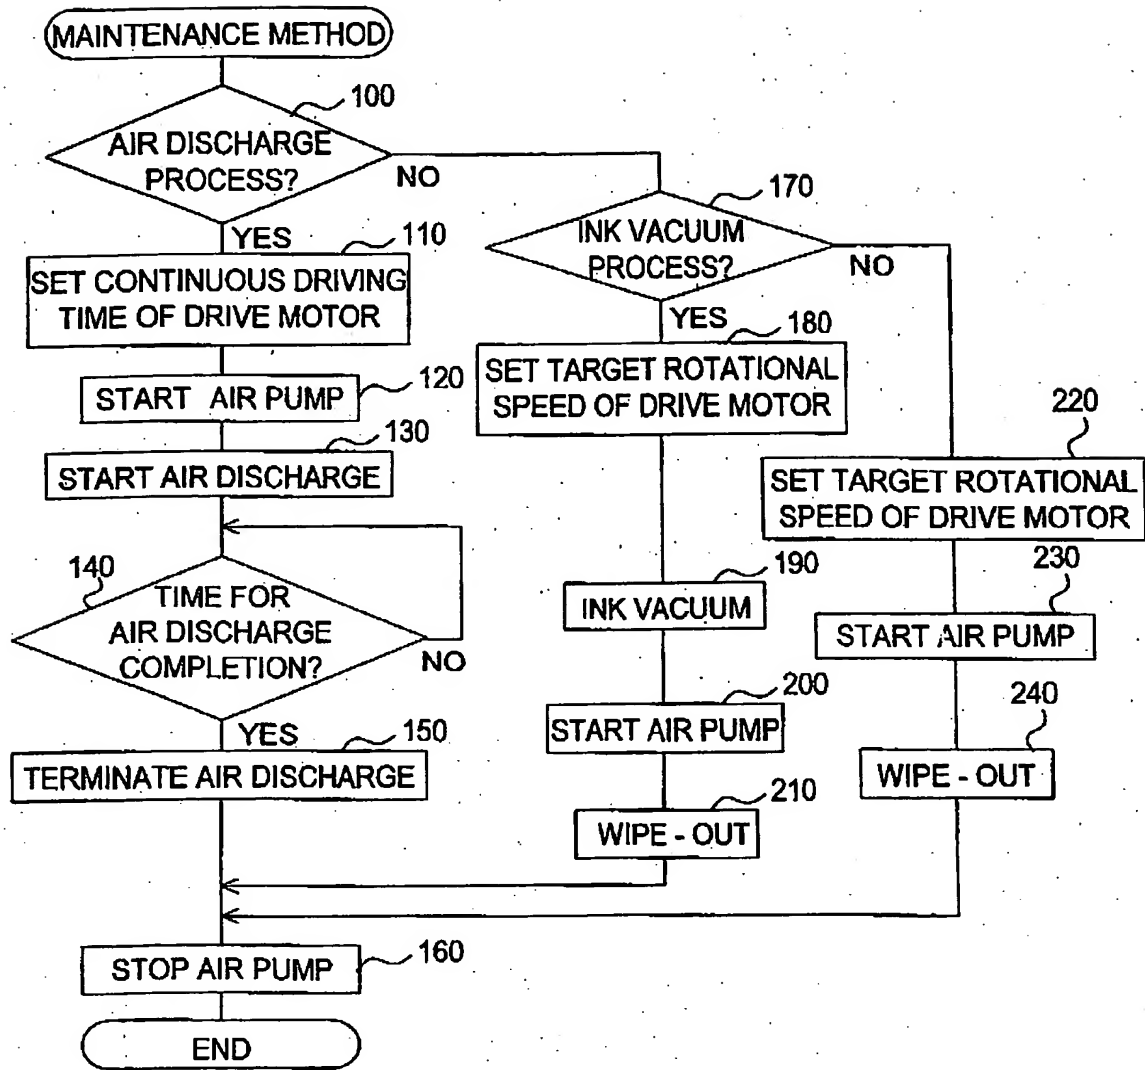 MAINTENANCE METHOD
100
AIR DISCHARGE
PROCESS?
NO
YES
110
SET CONTINUOUS DRIVING
TIME OF DRIVE MOTOR
120
START AIR PUMP
130
START AIR DISCHARGE
140
TIME FOR
AIR DISCHARGE
COMPLETION?
NO
YES
150
TERMINATE AIR DISCHARGE
170
INK VACUUM
PROCESS?
NO
YES
180
SET TARGET ROTATIONAL
SPEED OF DRIVE MOTOR
190
INK VACUUM
200
START AIR PUMP
210
WIPE - OUT
220
SET TARGET ROTATIONAL
SPEED OF DRIVE MOTOR
230
START AIR PUMP
240
WIPE - OUT
160
STOP AIR PUMP
END